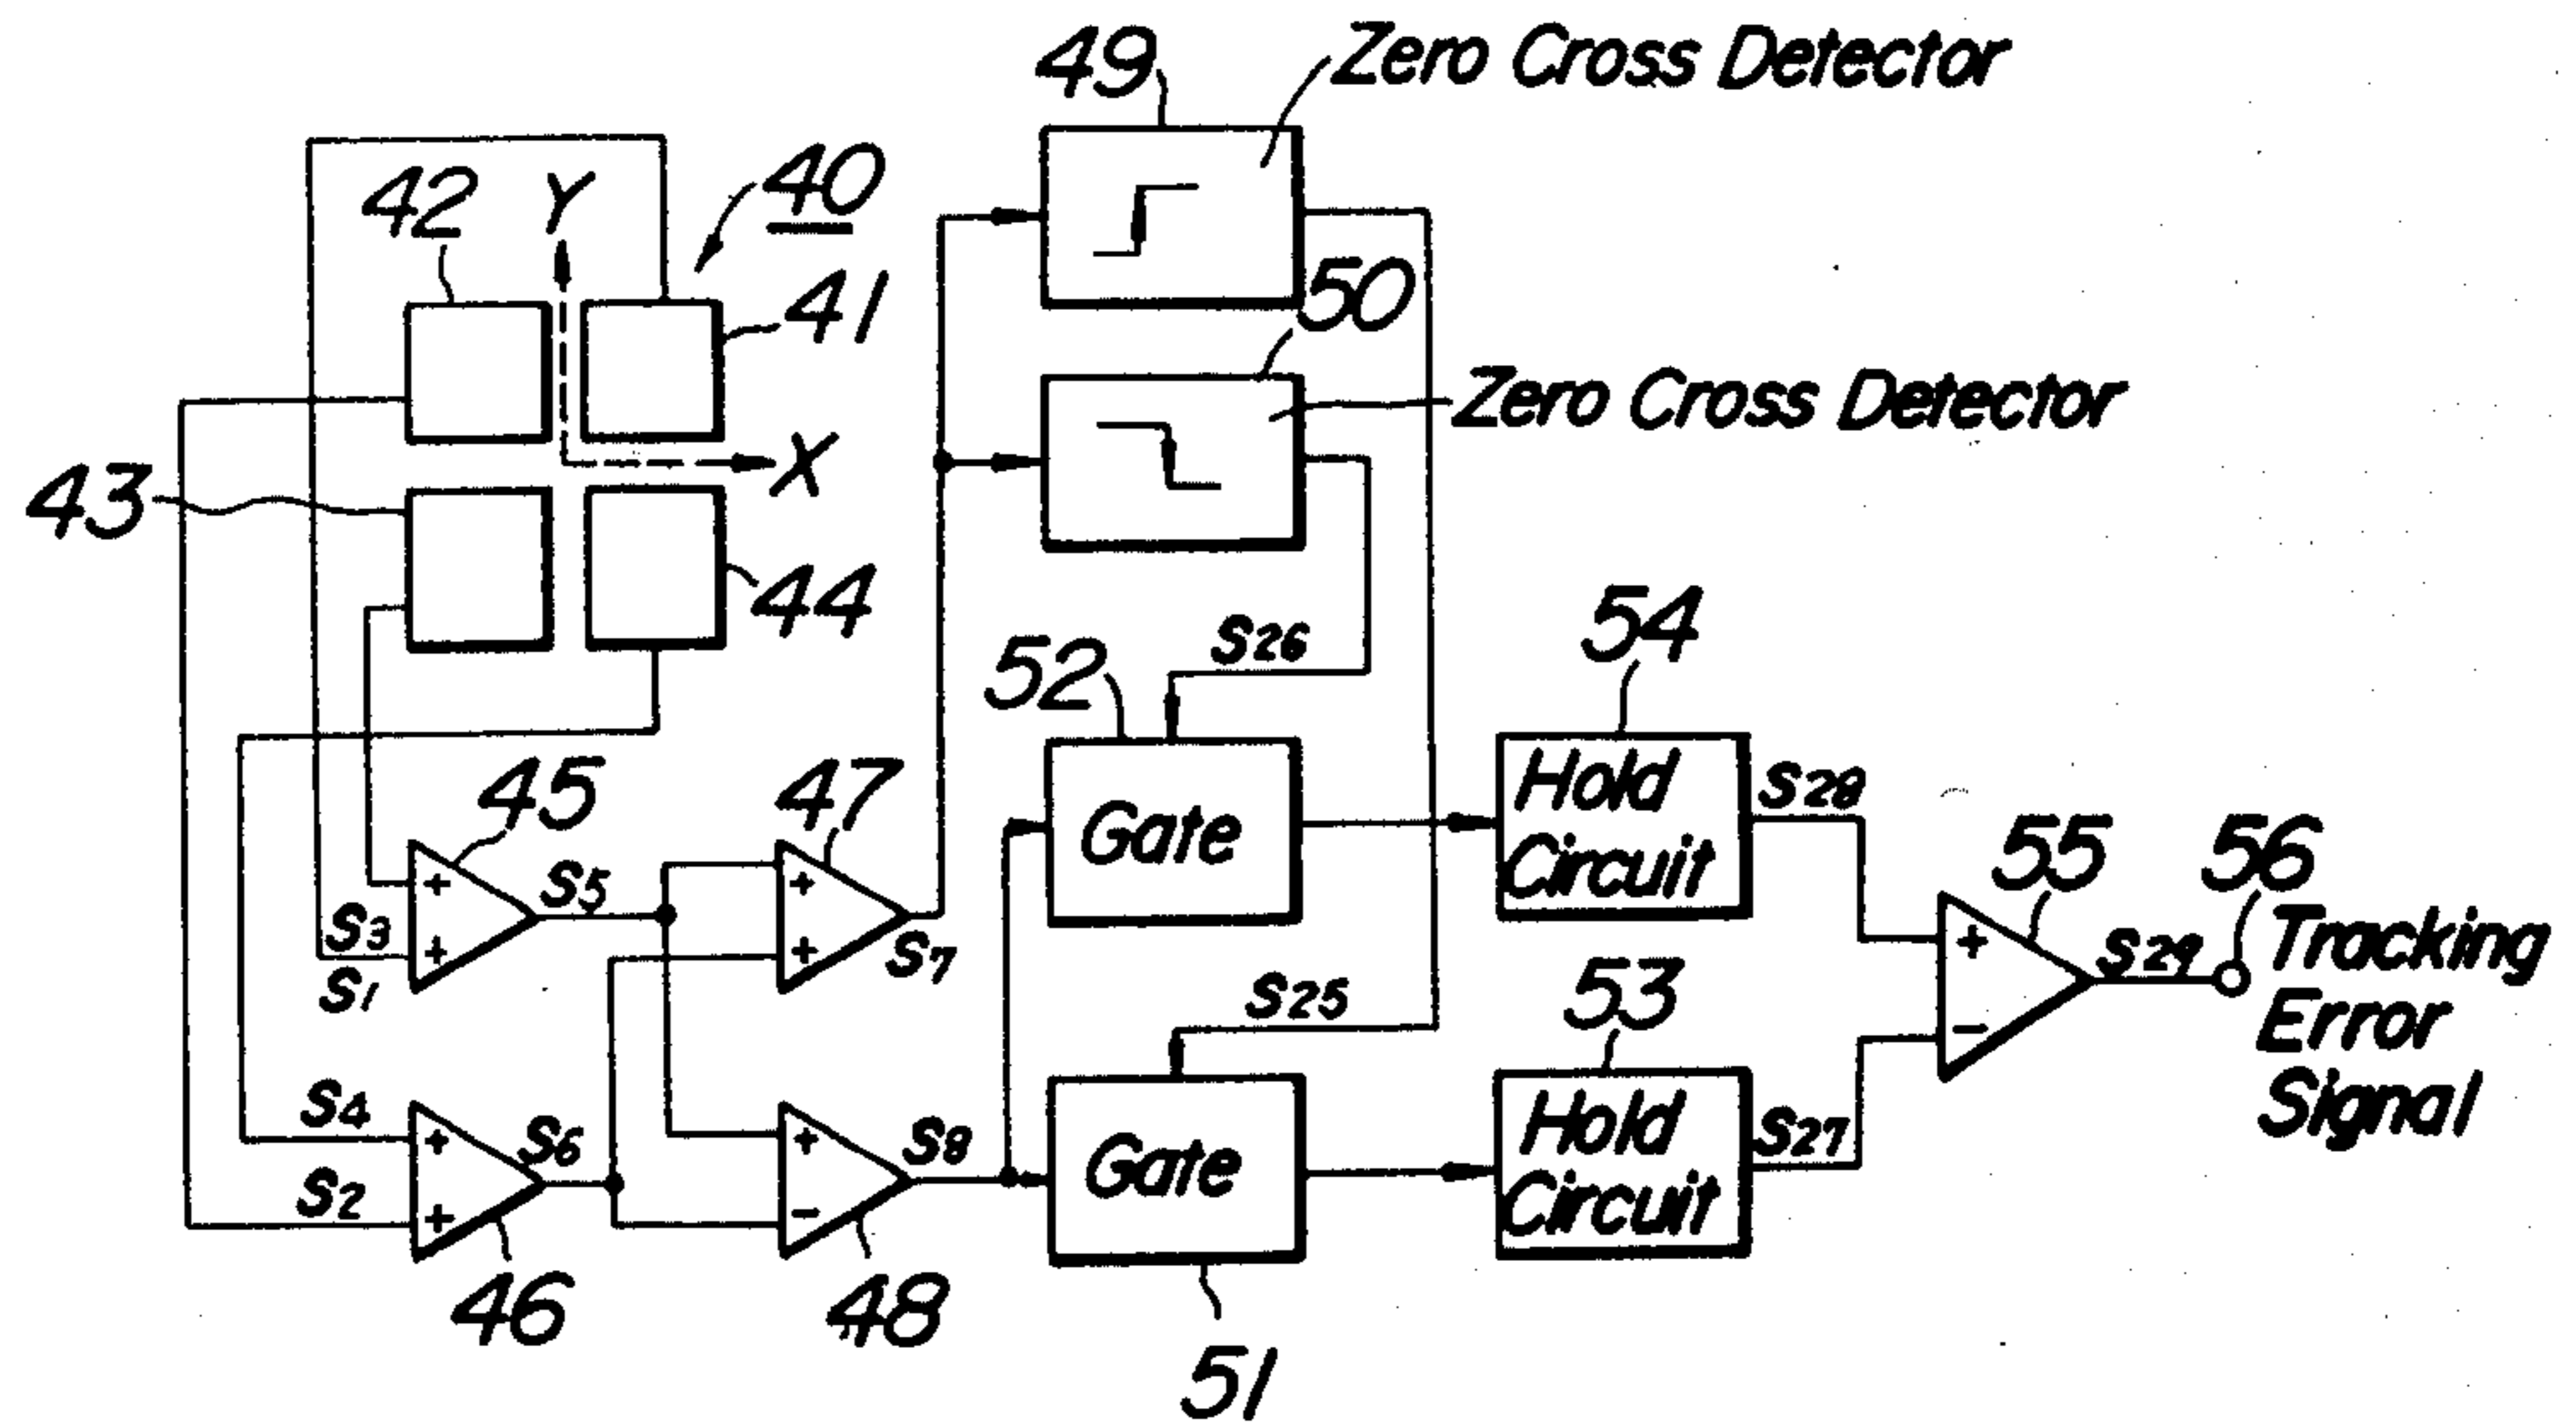 49
Zero Cross Detector
42
Y
40
41
50
Zero Cross Detector
X
43
44
S26
52
54
Gate
Hold
Circuit
S28
45
47
S5
S3
S1
S7
55
56
S29
Tracking
Error
Signal
S25
53
S4
S6
S2
S8
Gate
Hold
Circuit
S27
46
48
51
+
+
+
+
+
+
+
-
+
-